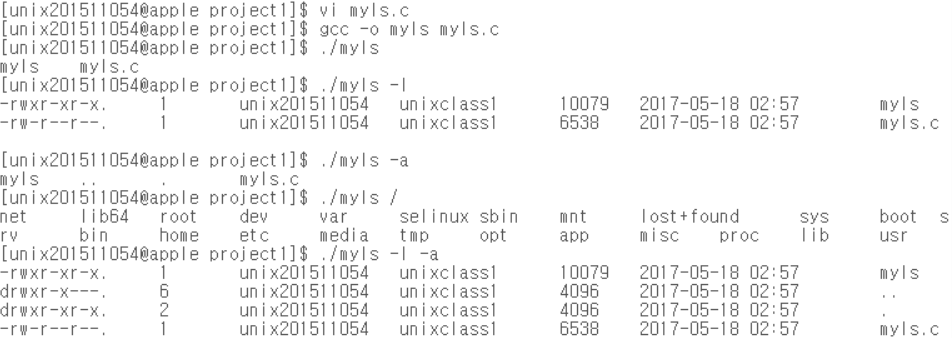 [unix201511054@apple project1]$ vi myls.c
[unix201511054@apple project1]$ gcc -o myls myls.c
[unix201511054@apple project1]$ ./myls
myls    myls.c
[unix201511054@apple project1]$ ./myls -l
-rwxr-xr-x.    1    unix201511054    unixclass1    10079    2017-05-18 02:57    myls
-rw-r--r--.    1    unix201511054    unixclass1    6538    2017-05-18 02:57    myls.c
[unix201511054@apple project1]$ ./myls -a
myls    ..    .    myls.c
[unix201511054@apple project1]$ ./myls /
net    lib64    root    dev    var    selinux sbin    mnt    lost+found    sys    boot    s
rv    bin    home    etc    media    tmp    opt    app    misc    proc    lib    usr
[unix201511054@apple project1]$ ./myls -l -a
-rwxr-xr-x.    1    unix201511054    unixclass1    10079    2017-05-18 02:57    myls
drwxr-x---.    6    unix201511054    unixclass1    4096    2017-05-18 02:57    ..
drwxr-xr-x.    2    unix201511054    unixclass1    4096    2017-05-18 02:57    .
-rw-r--r--.    1    unix201511054    unixclass1    6538    2017-05-18 02:57    myls.c